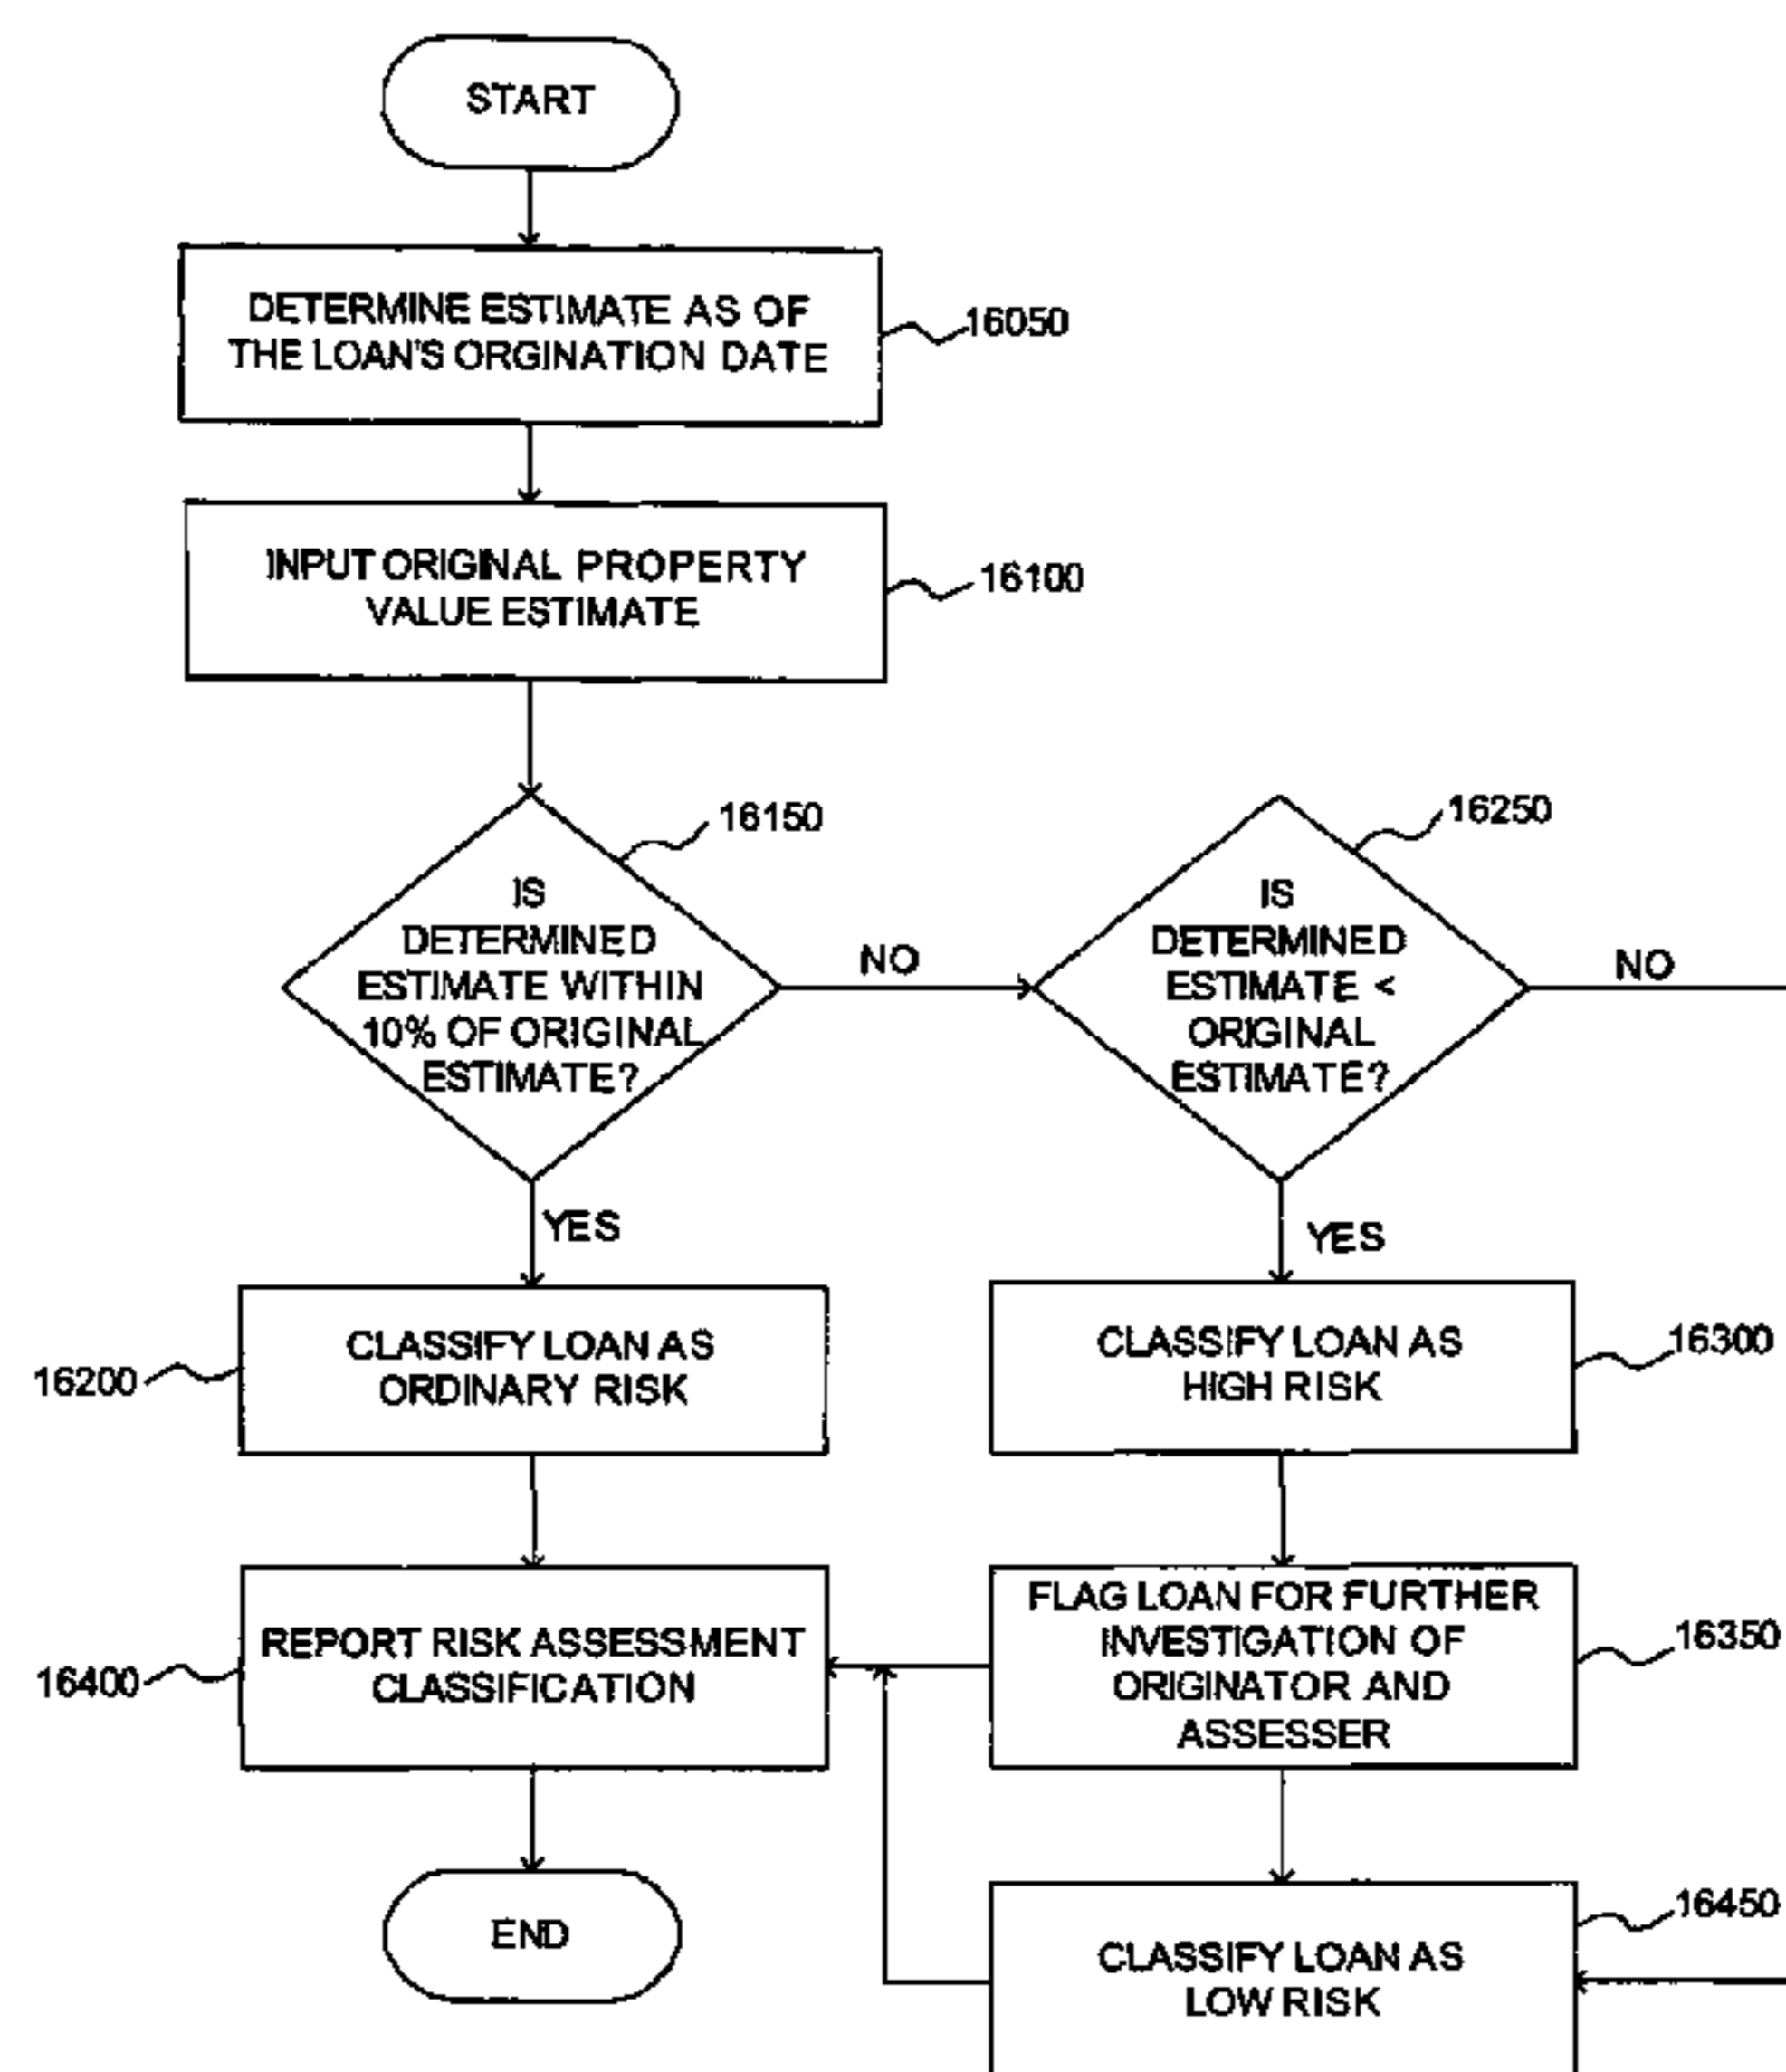 START
DETERMINE ESTIMATE AS OF
THE LOAN'S ORGINATION DATE
16050
INPUT ORIGINAL PROPERTY
VALUE ESTIMATE
16100
16150
IS
DETERMINED
ESTIMATE WITHIN
10% OF ORIGINAL
ESTIMATE?
NO
16250
IS
DETERMINED
ESTIMATE <
ORIGINAL
ESTIMATE?
NO
YES
YES
16200
CLASSIFY LOAN AS
ORDINARY RISK
CLASSIFY LOAN AS
HIGH RISK
16300
16400
REPORT RISK ASSESSMENT
CLASSIFICATION
FLAG LOAN FOR FURTHER
INVESTIGATION OF
ORIGINATOR AND
ASSESSER
16350
END
CLASSIFY LOAN AS
LOW RISK
16450